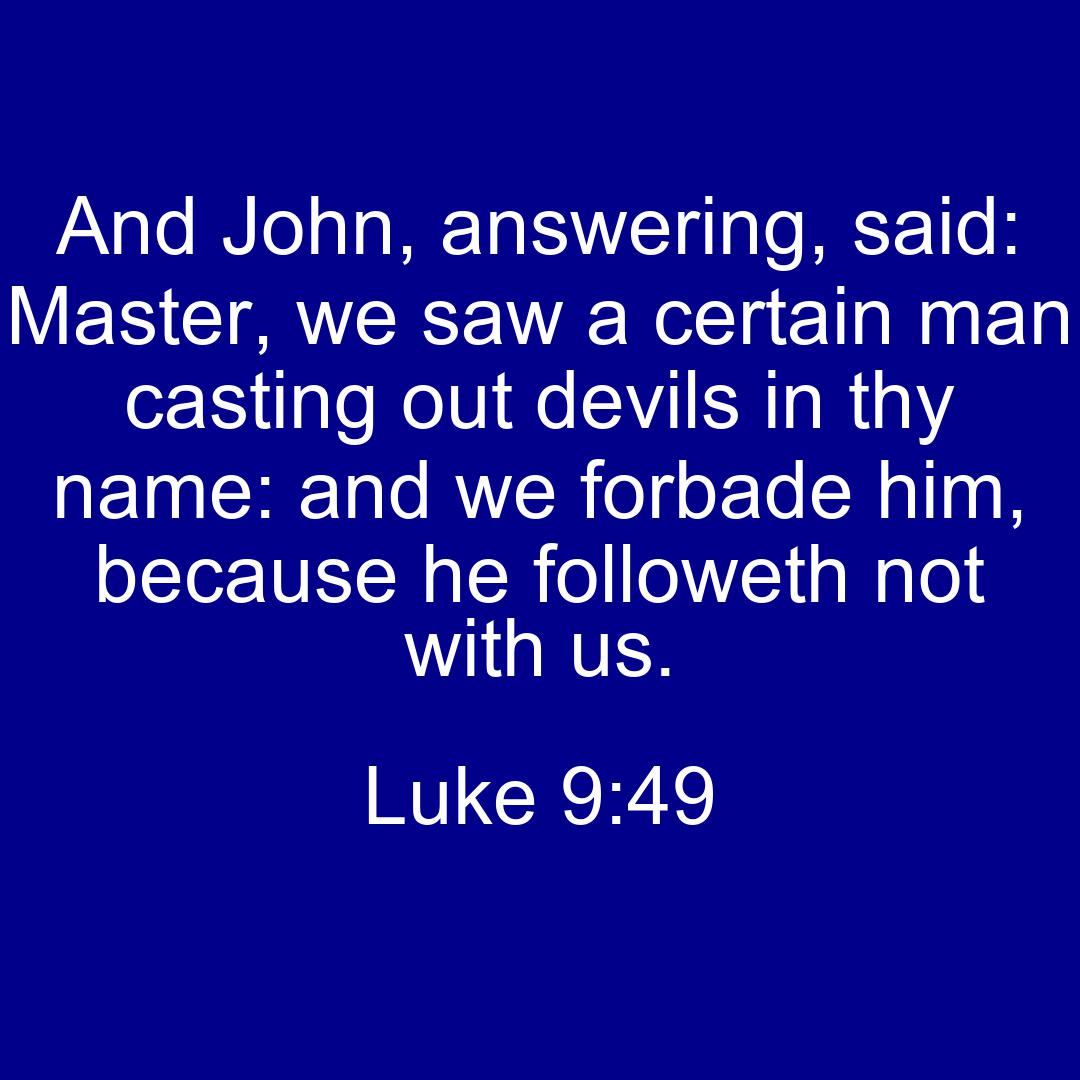 And John, answering, said:
Master, we saw a certain man
casting out devils in thy
name: and we forbade him,
because he followeth not
with us.
Luke 9:49